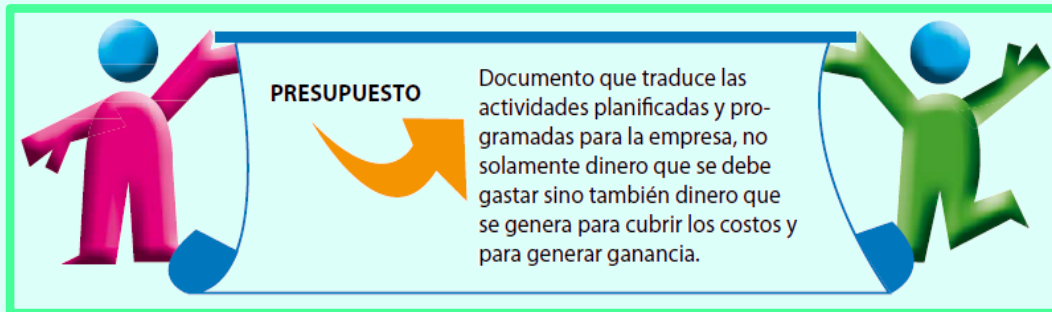 PRESUPUESTO
Documento que traduce las
actividades planificadas y pro-
gramadas para la empresa, no
solamente dinero que se debe
gastar sino también dinero que
se genera para cubrir los costos y
para generar ganancia.